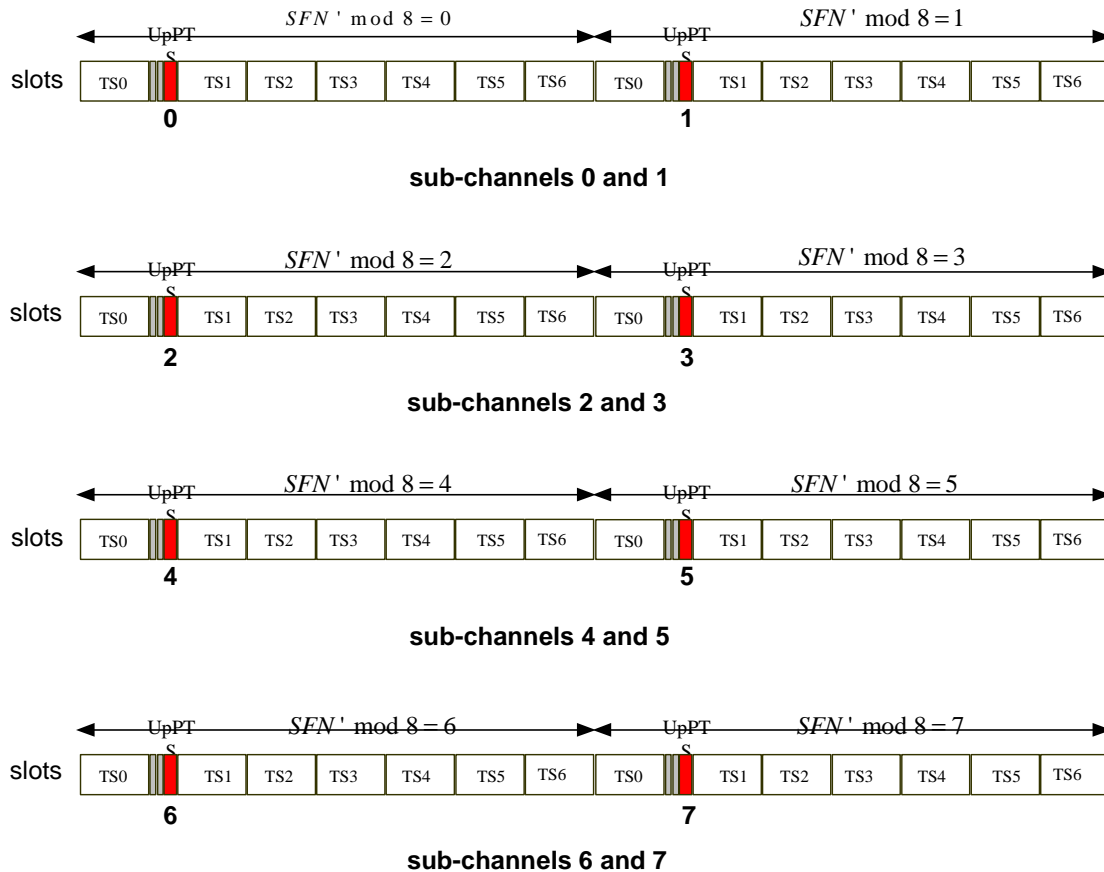 SFN ' mod 8 = 0 SFN ' mod 8 = 1
UpPT UpPT
S S
slots TS0 TS1 TS2 TS3 TS4 TS5 TS6 TS0 TS1 TS2 TS3 TS4 TS5 TS6
0 1
sub-channels 0 and 1
SFN ' mod 8 = 2 SFN ' mod 8 = 3
UpPT UpPT
S S
slots TS0 TS1 TS2 TS3 TS4 TS5 TS6 TS0 TS1 TS2 TS3 TS4 TS5 TS6
2 3
sub-channels 2 and 3
SFN ' mod 8 = 4 SFN ' mod 8 = 5
UpPT UpPT
S S
slots TS0 TS1 TS2 TS3 TS4 TS5 TS6 TS0 TS1 TS2 TS3 TS4 TS5 TS6
4 5
sub-channels 4 and 5
SFN ' mod 8 = 6 SFN ' mod 8 = 7
UpPT UpPT
S S
slots TS0 TS1 TS2 TS3 TS4 TS5 TS6 TS0 TS1 TS2 TS3 TS4 TS5 TS6
6 7
sub-channels 6 and 7